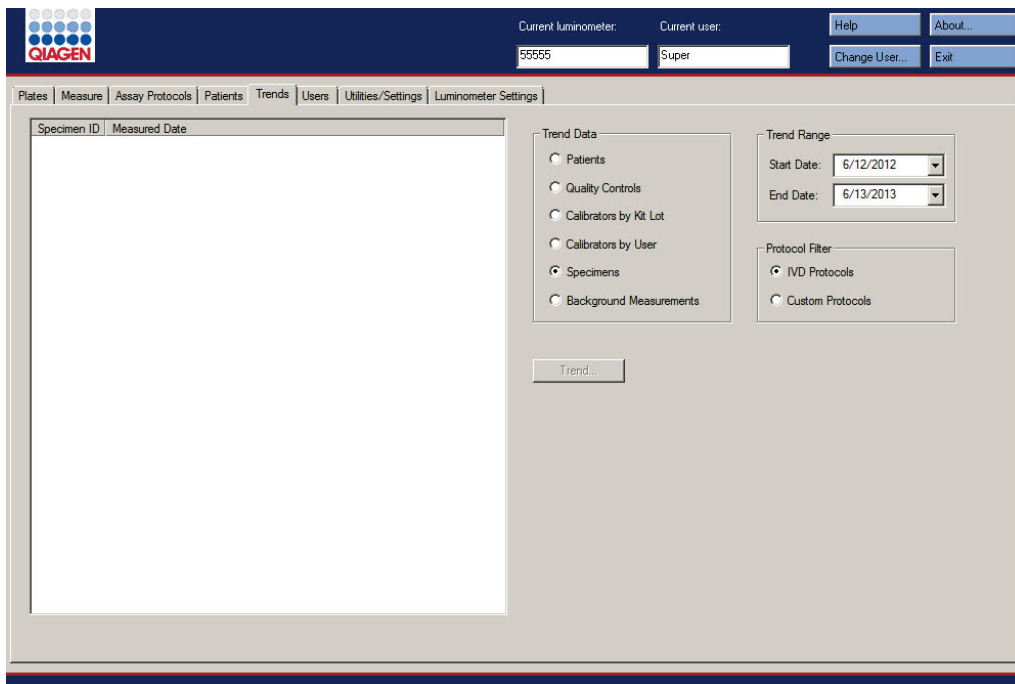 QIAGEN
Current luminometer: Current user:
55555 Super
Help About...
Change User... Exit
Plates Measure Assay Protocols Patients Trends Users Utilities/Settings Luminometer Settings
Specimen ID Measured Date
Trend Data
Patients
Quality Controls
Calibrators by Kit Lot
Calibrators by User
Specimens
Background Measurements
Trend Range
Start Date: 6/12/2012
End Date: 6/13/2013
Protocol Filter
IVD Protocols
Custom Protocols
Trend...